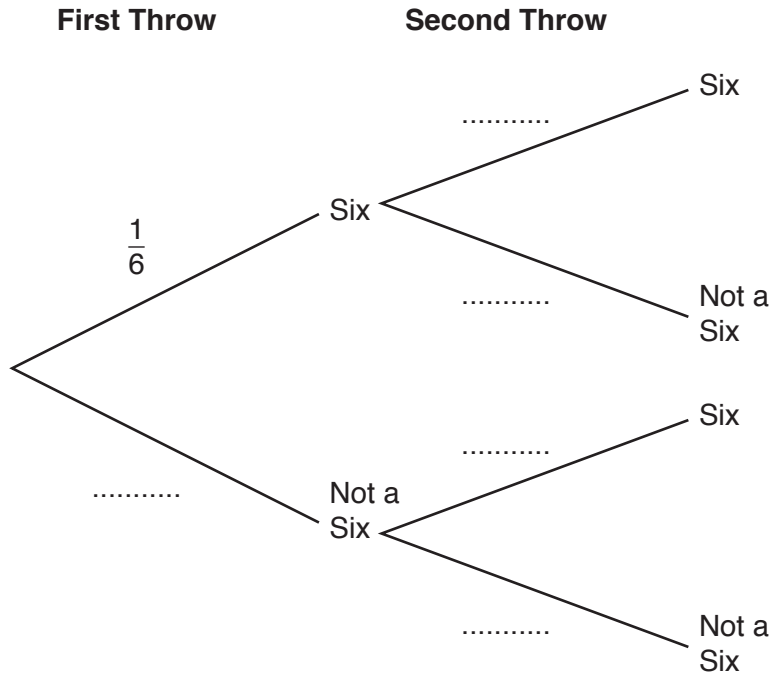 First Throw Second Throw
Six
...........
1
6
Six
...........
Not a
Six
Six
...........
...........
Not a
Six
...........
Not a
Six